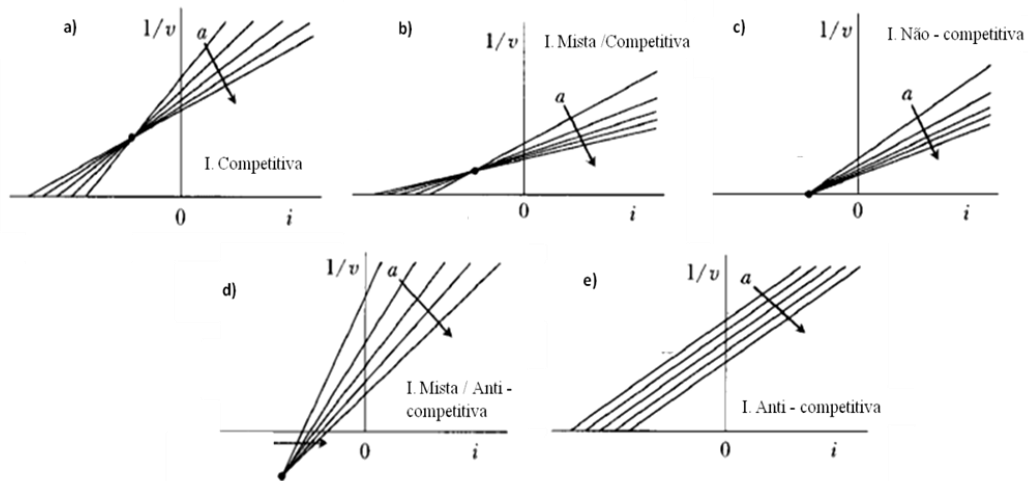 a)
1/v
a
I. Competitiva
0
i
b)
1/v
I. Mista /Competitiva
a
0
i
c)
1/v
I. Não - competitiva
a
0
i
d)
1/v
a
I. Mista / Anti -
competitiva
0
i
e)
1/v
a
I. Anti - competitiva
0
i